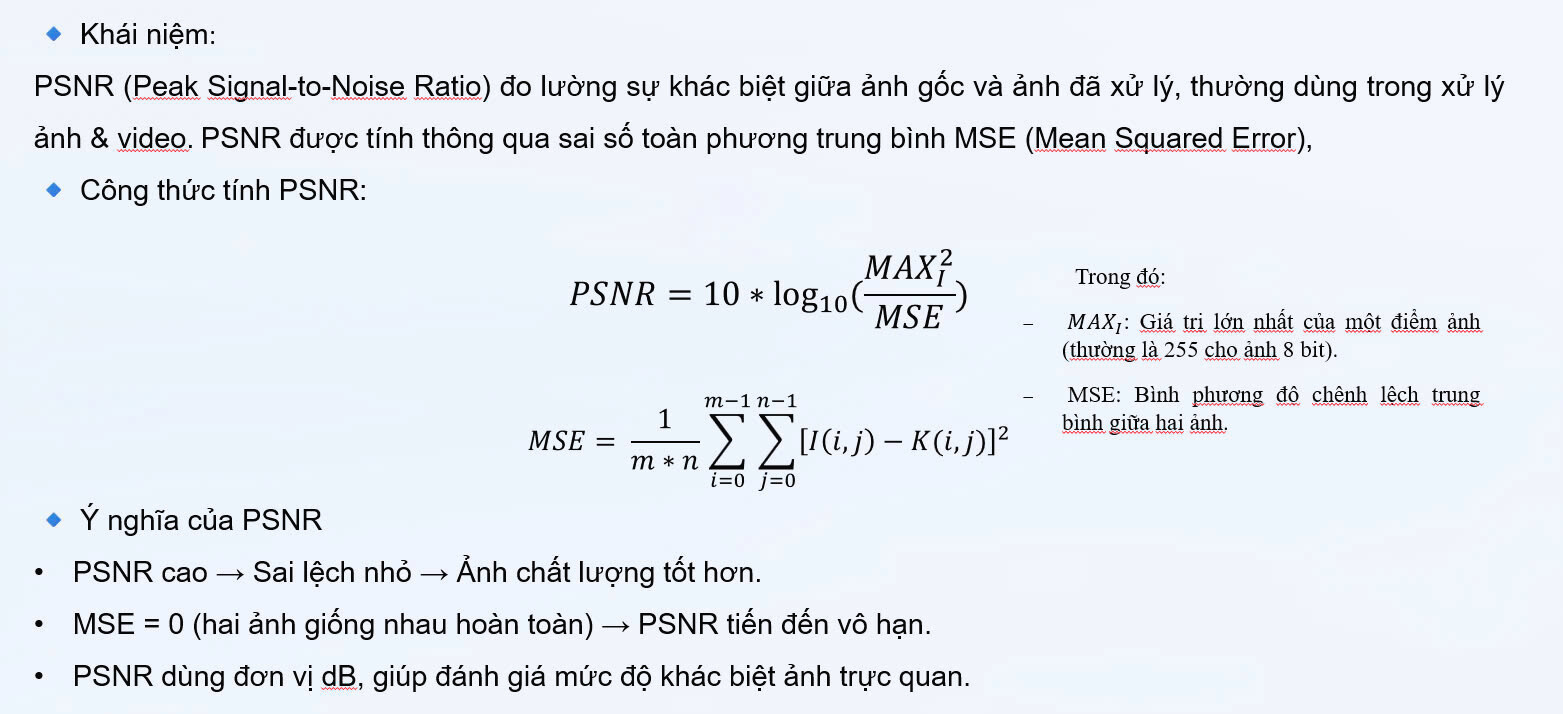 🔹 Khái niệm:
PSNR (Peak Signal-to-Noise Ratio) đo lường sự khác biệt giữa ảnh gốc và ảnh đã xử lý, thường dùng trong xử lý
ảnh & video. PSNR được tính thông qua sai số toàn phương trung bình MSE (Mean Squared Error),
🔹 Công thức tính PSNR:
PSNR = 10 * log₁₀(MAX_I^2 / MSE)
Trong đó:
– MAX_I: Giá trị lớn nhất của một điểm ảnh
(thường là 255 cho ảnh 8 bit).
– MSE: Bình phương độ chênh lệch trung
bình giữa hai ảnh.
MSE = 1/(m * n) ∑_{i=0}^{m−1} ∑_{j=0}^{n−1} [I(i,j) − K(i,j)]²
🔹 Ý nghĩa của PSNR
• PSNR cao → Sai lệch nhỏ → Ảnh chất lượng tốt hơn.
• MSE = 0 (hai ảnh giống nhau hoàn toàn) → PSNR tiến đến vô hạn.
• PSNR dùng đơn vị dB, giúp đánh giá mức độ khác biệt ảnh trực quan.